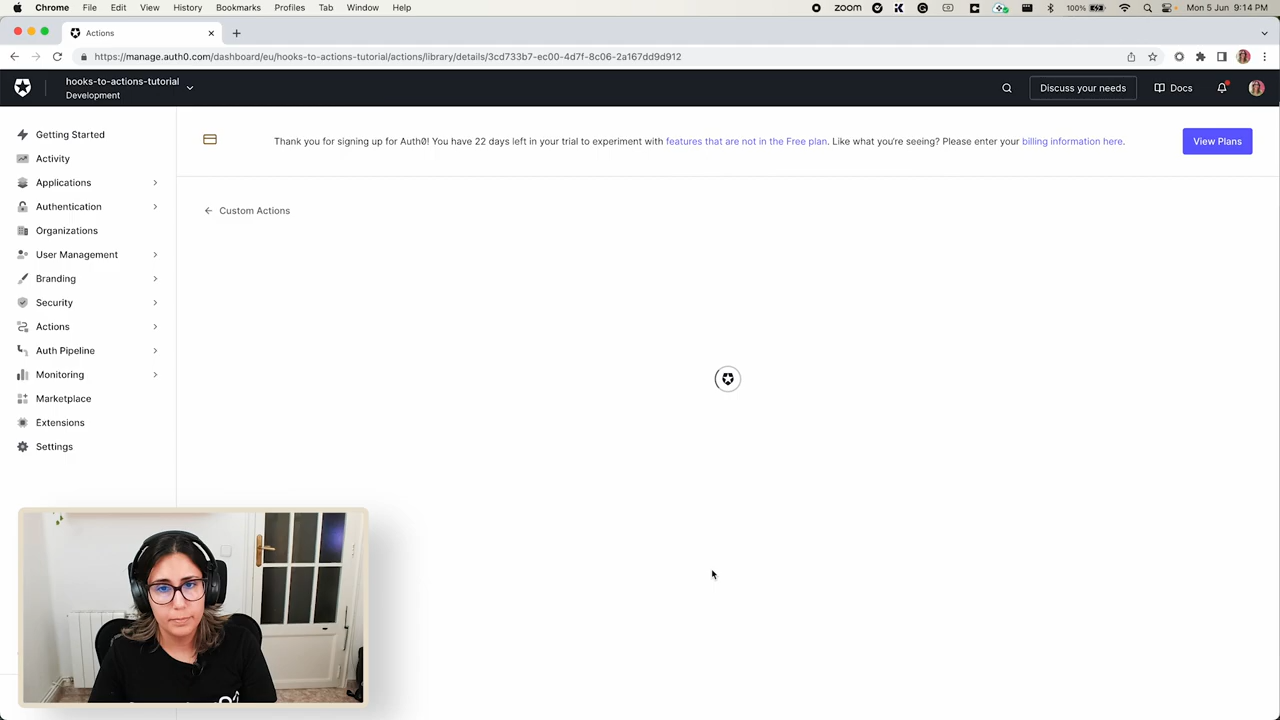 Chrome File Edit View History Bookmarks Profiles Tab Window Help zoom 100% Mon 5 Jun 9:14 PM
Actions
https://manage.auth0.com/dashboard/eu/hooks-to-actions-tutorial/actions/library/details/3cd733b7-ec00-4d7f-8c06-2a167dd9d912
hooks-to-actions-tutorial
Development
Discuss your needs
Docs
Thank you for signing up for Auth0! You have 22 days left in your trial to experiment with features that are not in the Free plan. Like what you're seeing? Please enter your billing information here.
View Plans
Getting Started
Activity
Applications
Authentication
Organizations
User Management
Branding
Security
Actions
Auth Pipeline
Monitoring
Marketplace
Extensions
Settings
Custom Actions